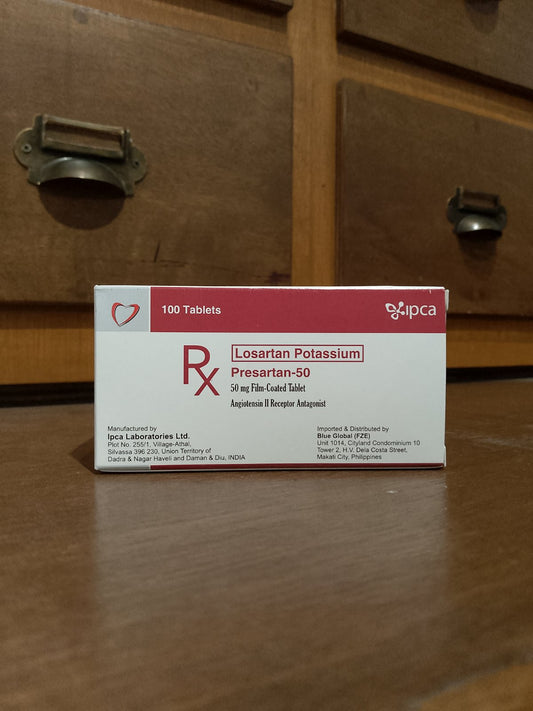 100 Tablets
ipca
Rx
Losartan Potassium
Presartan-50
50 mg Film-Coated Tablet
Angiotensin II Receptor Antagonist
Manufactured by
Ipca Laboratories Ltd.
Plot No. 255/1, Village-Athal,
Silvassa 396 230, Union Territory of
Dadra & Nagar Haveli and Daman & Diu, INDIA
Imported & Distributed by
Blue Global (FZE)
Unit 1014, Cityland Condominium 10
Tower 2, H.V. Dela Costa Street,
Makati City, Philippines